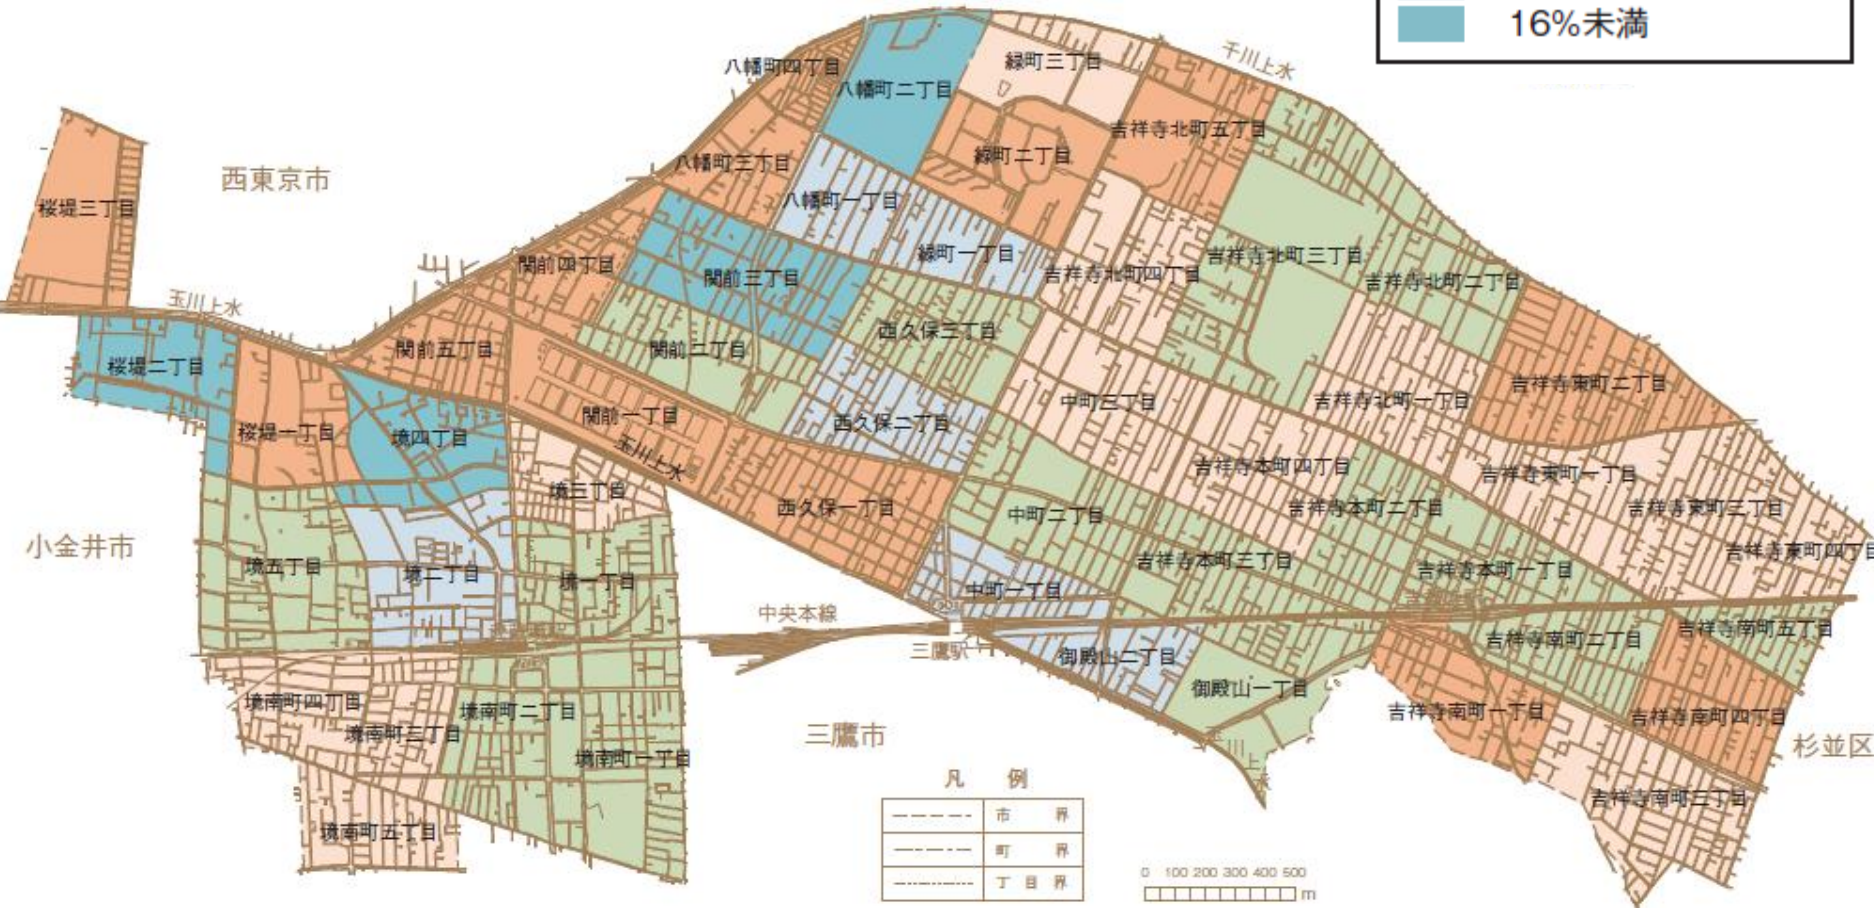 16%未満
千川上水
八幡町四丁目
緑町三丁目
八幡町二丁目
吉祥寺北町五丁目
緑町二丁目
八幡町三丁目
西東京市
桜堤三丁目
八幡町一丁目
緑町一丁目
吉祥寺北町三丁目
関前四丁目
関前三丁目
吉祥寺北町四丁目
吉祥寺北町二丁目
玉川上水
西久保三丁目
関前五丁目
関前二丁目
桜堤二丁目
吉祥寺東町二丁目
中町三丁目
吉祥寺北町一丁目
関前一丁目
西久保二丁目
桜堤一丁目
境四丁目
玉川上水
吉祥寺本町四丁目
吉祥寺東町一丁目
境三丁目
西久保一丁目
中町二丁目
吉祥寺本町二丁目
吉祥寺東町三丁目
小金井市
吉祥寺東町四丁目
境五丁目
境二丁目
境一丁目
吉祥寺本町三丁目
吉祥寺本町一丁目
中町一丁目
中央本線
吉祥寺南町二丁目
吉祥寺南町五丁目
三鷹駅
御殿山二丁目
御殿山一丁目
境南町四丁目
境南町二丁目
吉祥寺南町一丁目
吉祥寺南町四丁目
境南町三丁目
三鷹市
玉川上水
杉並区
境南町一丁目
凡 例
吉祥寺南町三丁目
市 界
境南町五丁目
町 界
丁目界
0 100 200 300 400 500
m